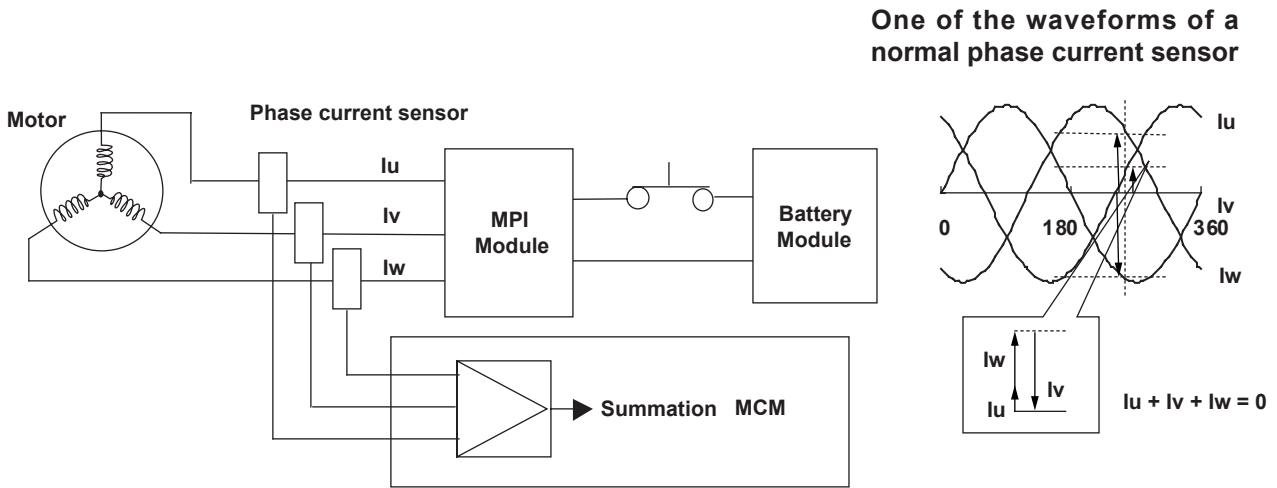 One of the waveforms of a
normal phase current sensor
Motor
Phase current sensor
Iu
Iv
Iw
MPI
Module
Battery
Module
Summation MCM
Iu
Iv
Iw
0
180
360
Iw
Iu
Iv
Iu + Iv + Iw = 0